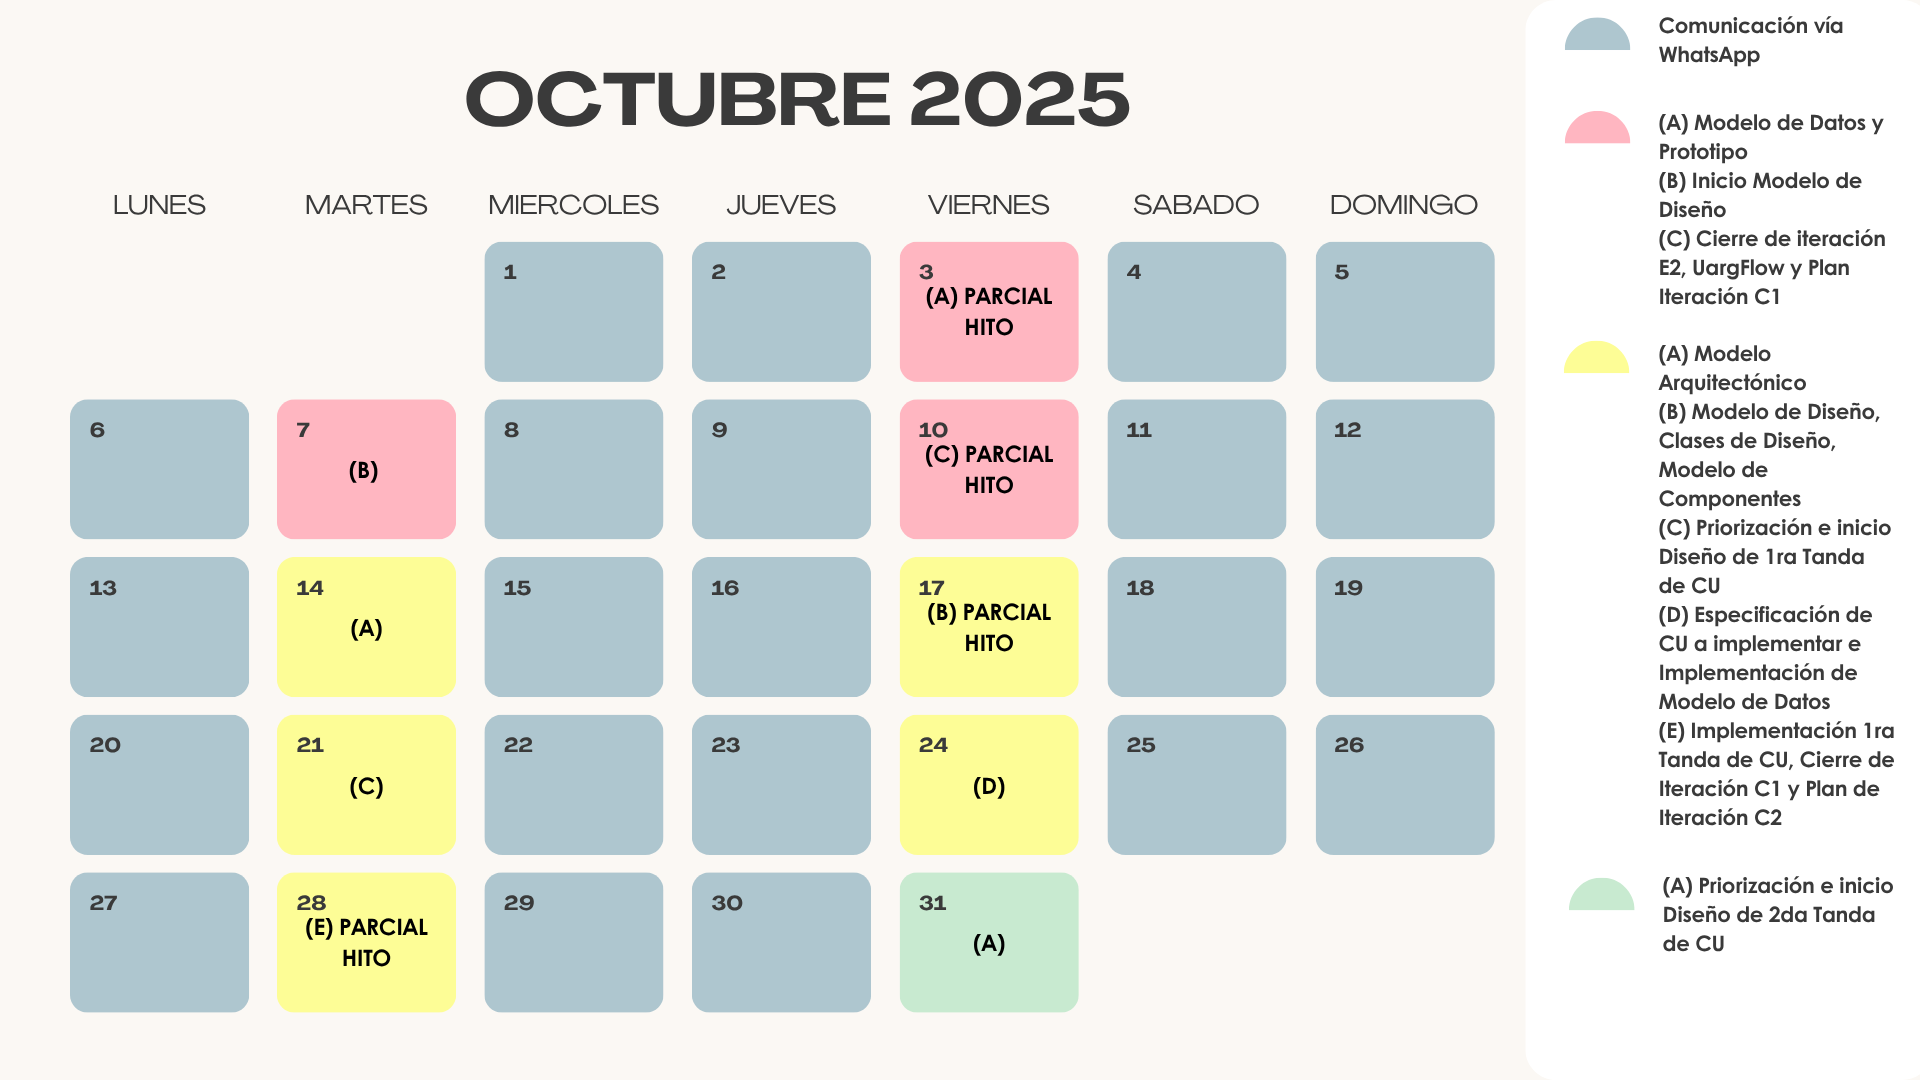 OCTUBRE 2025
LUNES MARTES MIERCOLES JUEVES VIERNES SABADO DOMINGO
1
2
3
(A) PARCIAL
HITO
4
5
6
7
(B)
8
9
10
(C) PARCIAL
HITO
11
12
13
14
(A)
15
16
17
(B) PARCIAL
HITO
18
19
20
21
(C)
22
23
24
(D)
25
26
27
28
(E) PARCIAL
HITO
29
30
31
(A)
Comunicación vía
WhatsApp
(A) Modelo de Datos y
Prototipo
(B) Inicio Modelo de
Diseño
(C) Cierre de iteración
E2, UargFlow y Plan
Iteración C1
(A) Modelo
Arquitectónico
(B) Modelo de Diseño,
Clases de Diseño,
Modelo de
Componentes
(C) Priorización e inicio
Diseño de 1ra Tanda
de CU
(D) Especificación de
CU a implementar e
Implementación de
Modelo de Datos
(E) Implementación 1ra
Tanda de CU, Cierre de
Iteración C1 y Plan de
Iteración C2
(A) Priorización e inicio
Diseño de 2da Tanda
de CU